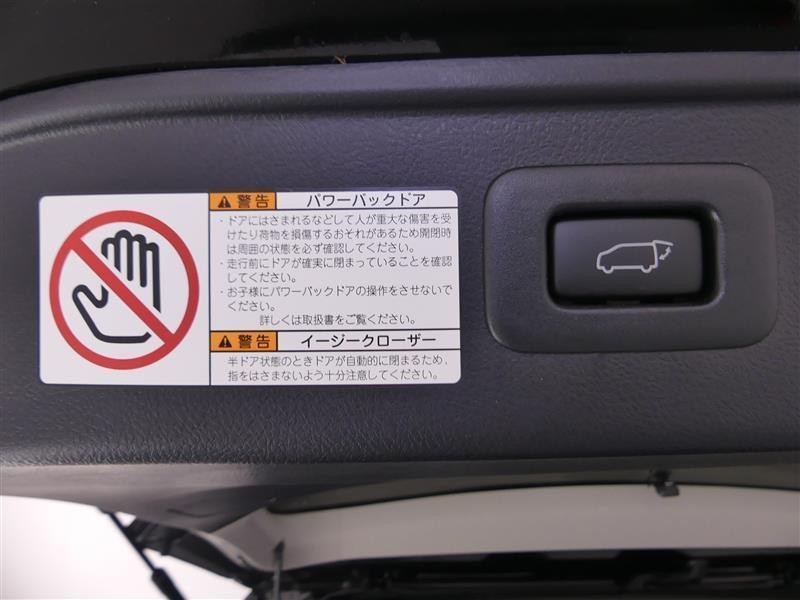 警告 パワーバックドア
・ドアにはさまれるなどして人が重大な傷害を受
けたり荷物を損傷するおそれがあるため開閉時
は周囲の状態を必ず確認してください。
・走行前にドアが確実に閉まっていることを確認
してください。
・お子様にパワーバックドアの操作をさせないで
ください。
詳しくは取扱書をご覧ください。
警告 イージークローザー
半ドア状態のときドアが自動的に閉まるため、
指をはさまないよう十分注意してください。